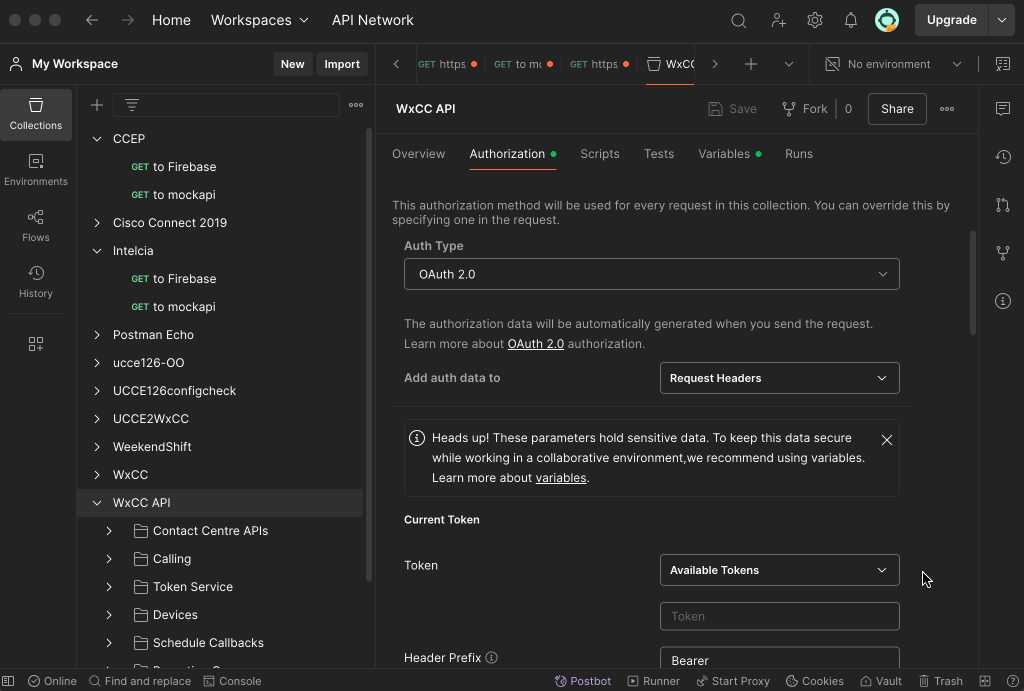 Home
Workspaces
API Network
Upgrade
My Workspace
New
Import
GET https
GET to
GET https
WxCC
No environment
Collections
Environments
Flows
History
CCEP
GET to Firebase
GET to mockapi
Cisco Connect 2019
Intelcia
GET to Firebase
GET to mockapi
Postman Echo
ucce126-OO
UCCE126configcheck
UCCE2WxCC
WeekendShift
WxCC
WxCC API
Contact Centre APIs
Calling
Token Service
Devices
Schedule Callbacks
WxCC API
Save
Fork
0
Share
Overview
Authorization
Scripts
Tests
Variables
Runs
This authorization method will be used for every request in this collection. You can override this by
specifying one in the request.
Auth Type
OAuth 2.0
The authorization data will be automatically generated when you send the request.
Learn more about OAuth 2.0 authorization.
Add auth data to
Request Headers
Heads up! These parameters hold sensitive data. To keep this data secure
while working in a collaborative environment,we recommend using variables.
Learn more about variables.
Current Token
Token
Available Tokens
Token
Header Prefix
Bearer
Online
Find and replace
Console
Postbot
Runner
Start Proxy
Cookies
Vault
Trash